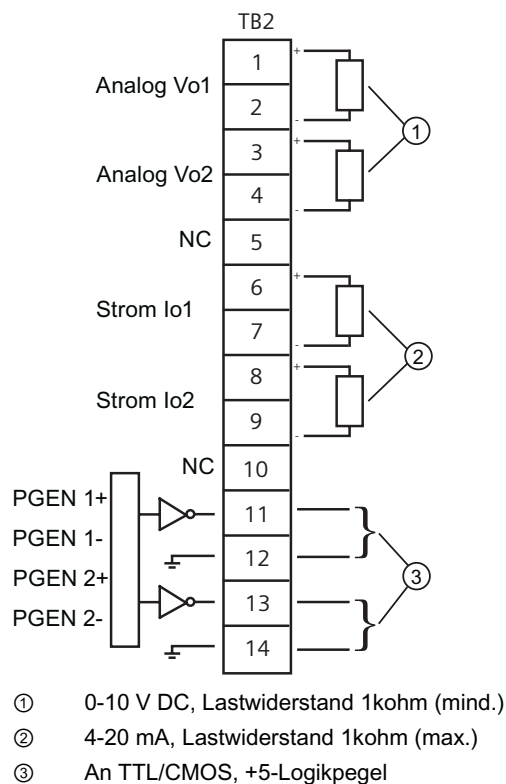 TB2
Analog Vo1
1
+
2
-
①
Analog Vo2
3
+
4
-
NC
5
Strom Io1
6
+
7
-
②
Strom Io2
8
+
9
-
NC
10
PGEN 1+
11
PGEN 1-
12
③
PGEN 2+
13
PGEN 2-
14
① 0-10 V DC, Lastwiderstand 1kohm (mind.)
② 4-20 mA, Lastwiderstand 1kohm (max.)
③ An TTL/CMOS, +5-Logikpegel